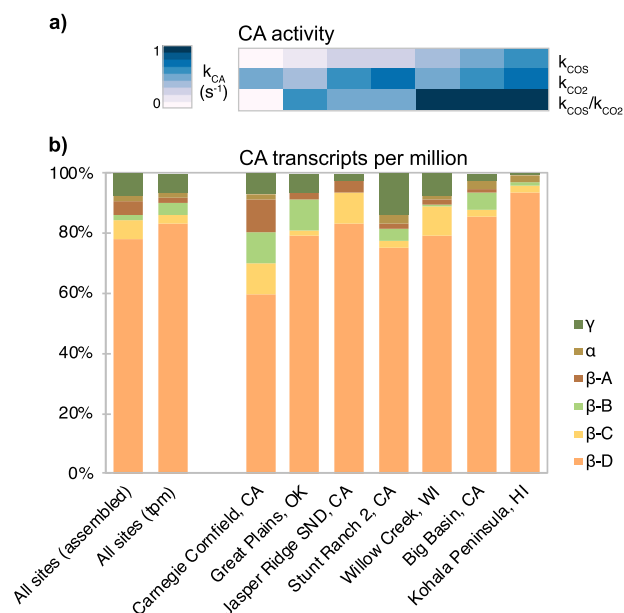 a)
CA activity
1
0
k_CA
(s⁻¹)
k_COS
k_CO2
k_COS/k_CO2
b)
CA transcripts per million
100%
80%
60%
40%
20%
0%
γ
α
β-A
β-B
β-C
β-D
All sites (assembled)
All sites (tpm)
Carnegie Cornfield, CA
Great Plains, OK
Jasper Ridge SND, CA
Stunt Ranch 2, CA
Willow Creek, WI
Big Basin, CA
Kohala Peninsula, HI